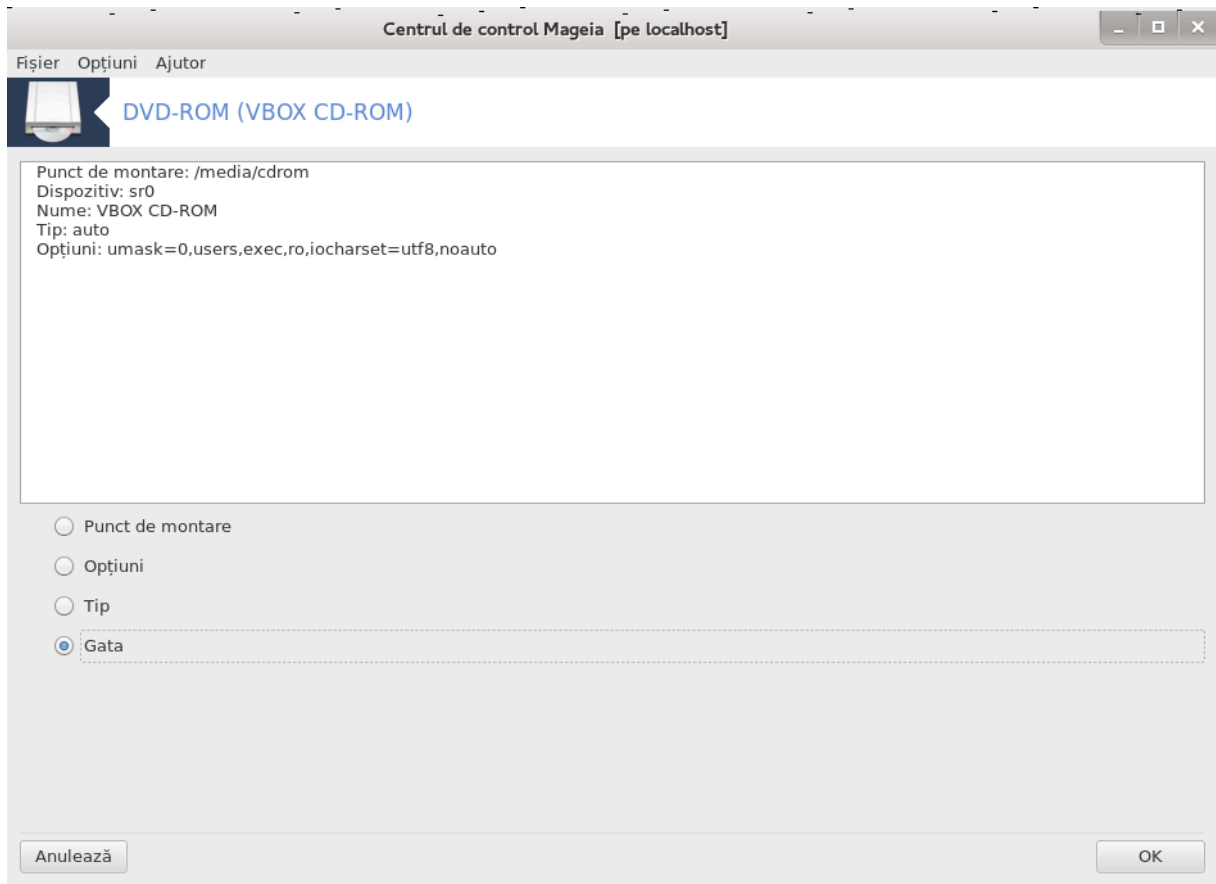 Centrul de control Mageia [pe localhost]
Fișier Opțiuni Ajutor
DVD-ROM (VBOX CD-ROM)
Punct de montare: /media/cdrom
Dispozitiv: sr0
Nume: VBOX CD-ROM
Tip: auto
Opțiuni: umask=0,users,exec,ro,iocharset=utf8,noauto
Punct de montare
Opțiuni
Tip
Gata
Anulează OK